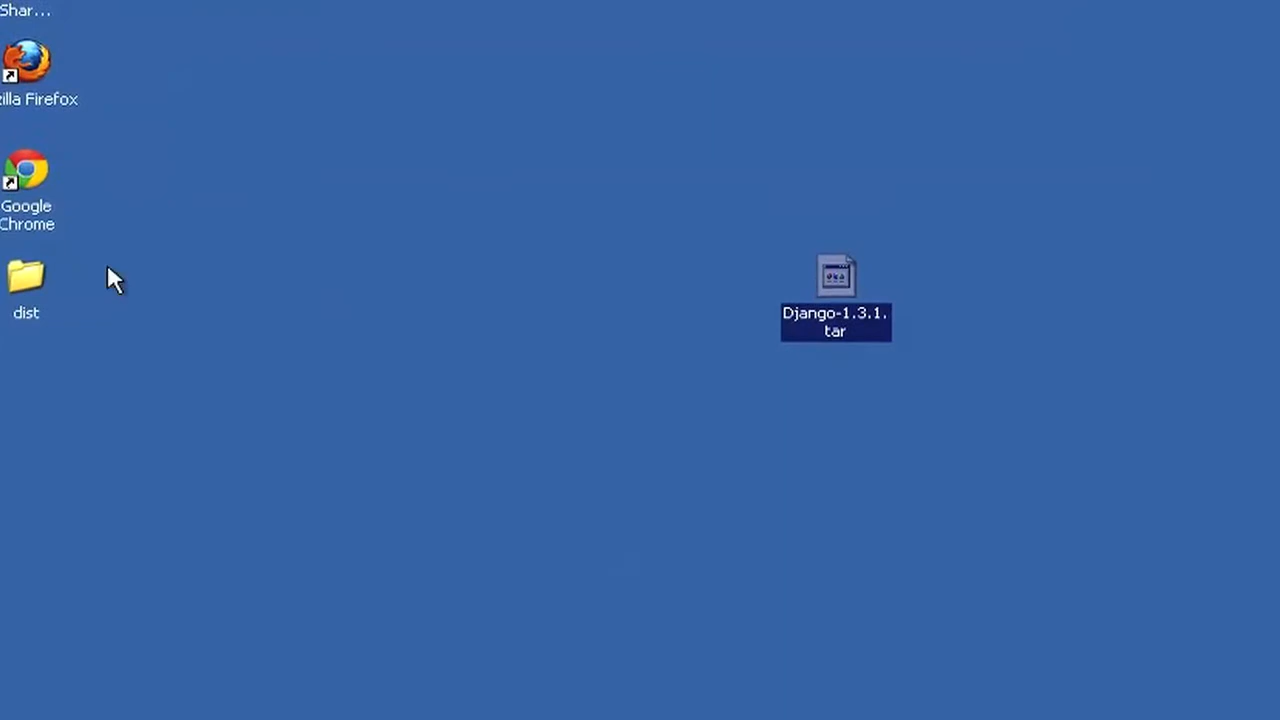 Shar...
zilla Firefox
Google
Chrome
dist
Django-1.3.1.
tar